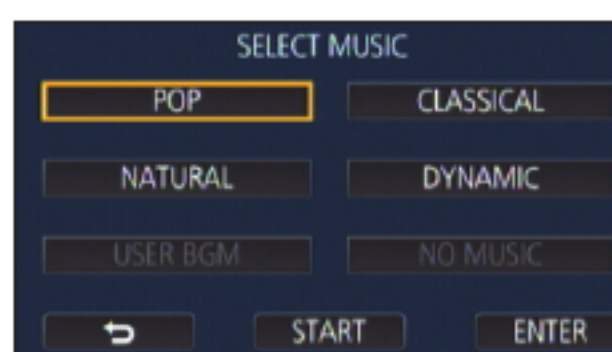 SELECT MUSIC
POP CLASSICAL
NATURAL DYNAMIC
USER BGM NO MUSIC
START ENTER